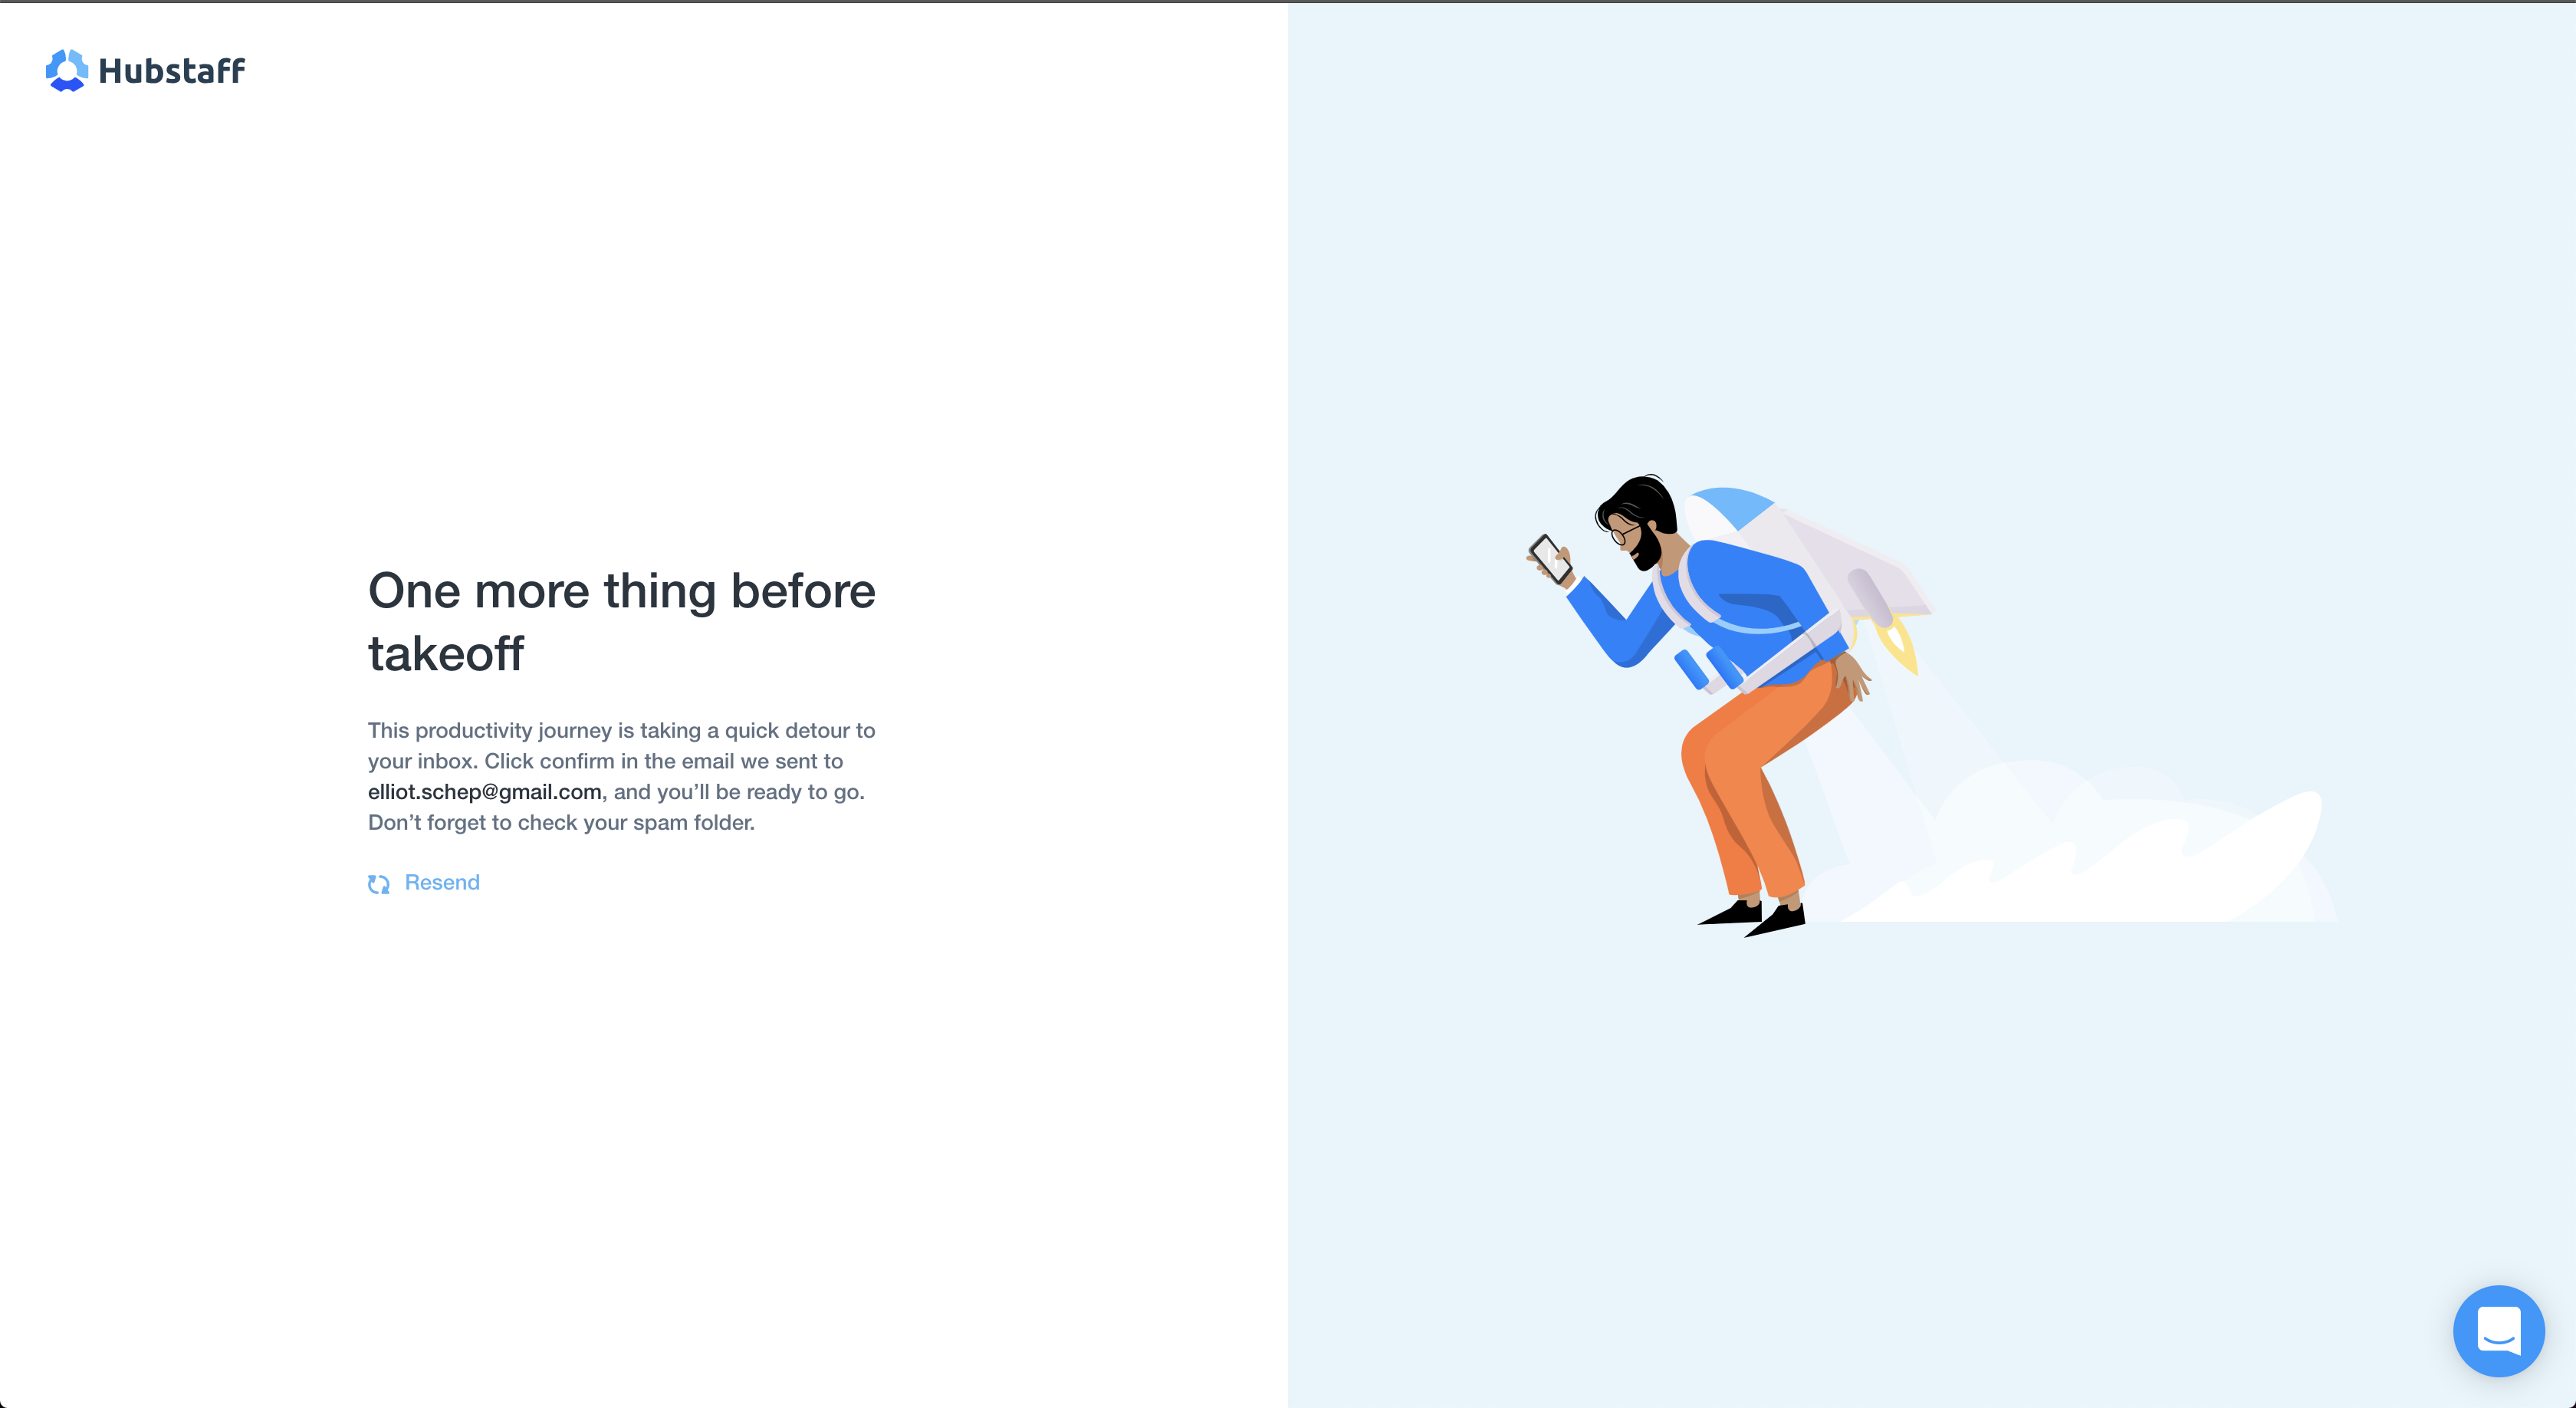 Hubstaff
One more thing before
takeoff
This productivity journey is taking a quick detour to
your inbox. Click confirm in the email we sent to
elliot.schep@gmail.com, and you’ll be ready to go.
Don’t forget to check your spam folder.
Resend